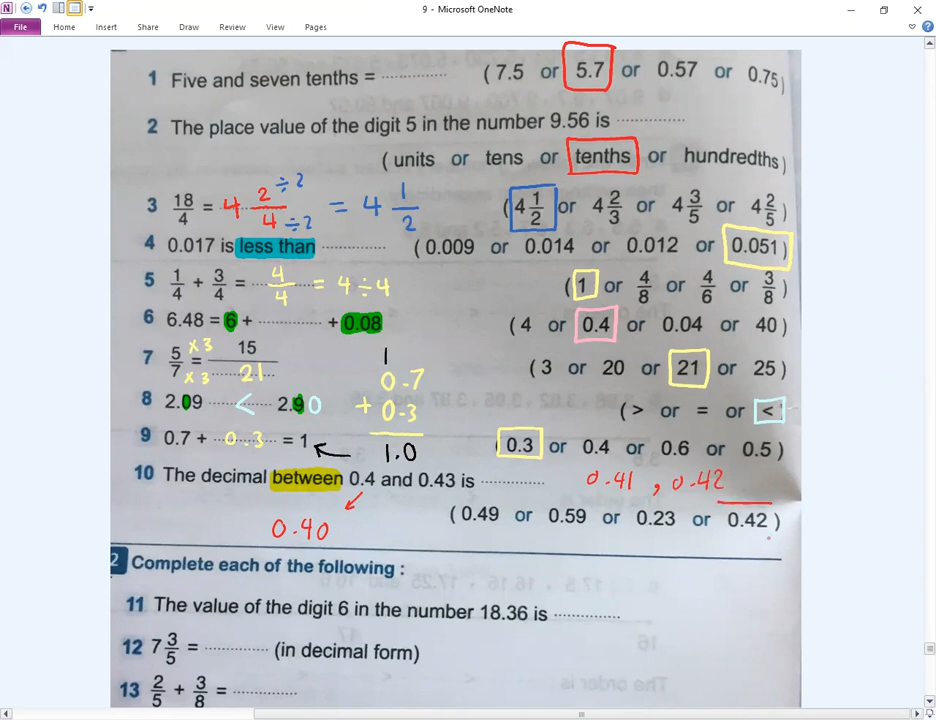 9 - Microsoft OneNote
File Home Insert Draw History Review View Shapes
1 Five and seven tenths = ............ ( 7.5 or 5.7 or 0.57 or 0.75 )
2 The place value of the digit 5 in the number 9.56 is ............
( units or tens or tenths or hundredths )
3 18/4 = 4 2/4 ÷2 ÷2 = 4 1/2 ( 4 1/2 or 4 2/3 or 4 3/5 or 4 2/5 )
4 0.017 is less than ............ ( 0.009 or 0.014 or 0.012 or 0.051 )
5 1/4 + 3/4 = 4/4 = 4 ÷ 4 ( 1 or 4/8 or 4/6 or 3/8 )
6 6.48 = 6 + ............ + 0.08 ( 4 or 0.4 or 0.04 or 40 )
7 5/7 ×3 ×3 = 15/21 ( 3 or 20 or 21 or 25 )
1
0.7
+ 0.3
1.0
8 2.09 < 2.90 ( > or = or <
9 0.7 + 0.3 = 1 ( 0.3 or 0.4 or 0.6 or 0.5 )
10 The decimal between 0.4 and 0.43 is ............ 0.41 , 0.42
0.40 ( 0.49 or 0.59 or 0.23 or 0.42 )
2 Complete each of the following :
11 The value of the digit 6 in the number 18.36 is ............
12 7 3/5 = ............ (in decimal form)
13 2/5 + 3/8 = ............